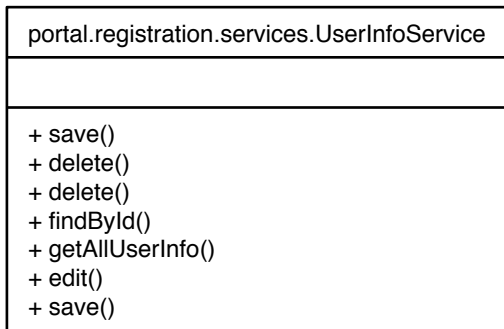 portal.registration.services.UserInfoService
+ save()
+ delete()
+ delete()
+ findById()
+ getAllUserInfo()
+ edit()
+ save()